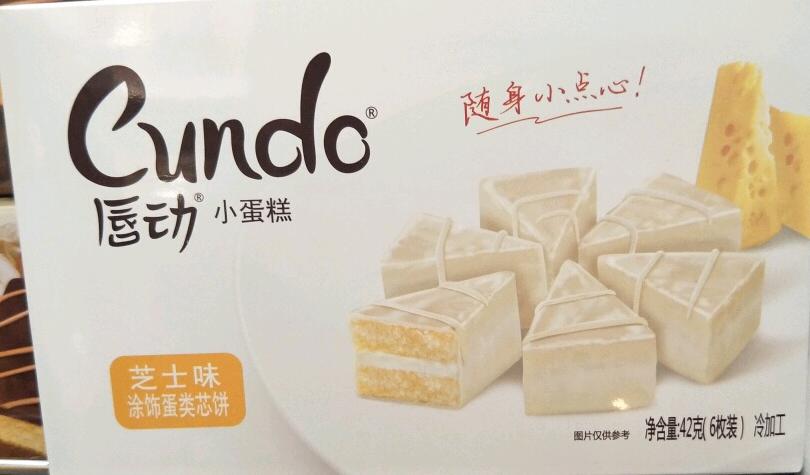 Cundo®
随身小点心!
唇动®小蛋糕
芝士味
涂饰蛋类芯饼
图片仅供参考
净含量:42克(6枚装) 冷加工